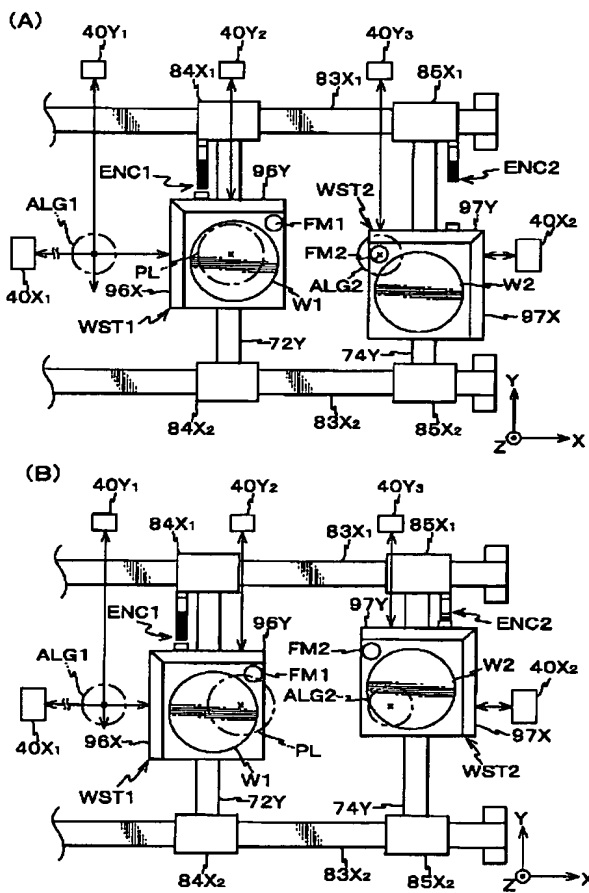 (A)
40Y₁ 40Y₂ 40Y₃
84X₁ 83X₁ 85X₁
ENC1 96Y ENC2
WST2 97Y
ALG1 FM1 40X₂
PL FM2
ALG2
40X₁ 96X W1 W2
WST1 97X
72Y 74Y
84X₂ 83X₂ 85X₂
Y
Z X
(B)
40Y₁ 40Y₂ 40Y₃
84X₁ 83X₁ 85X₁
ENC1 96Y 97Y ENC2
FM2
ALG1 FM1 W2 40X₂
ALG2
40X₁ 96X PL 97X
WST1 W1 WST2
72Y 74Y
84X₂ 83X₂ 85X₂
Y
Z X